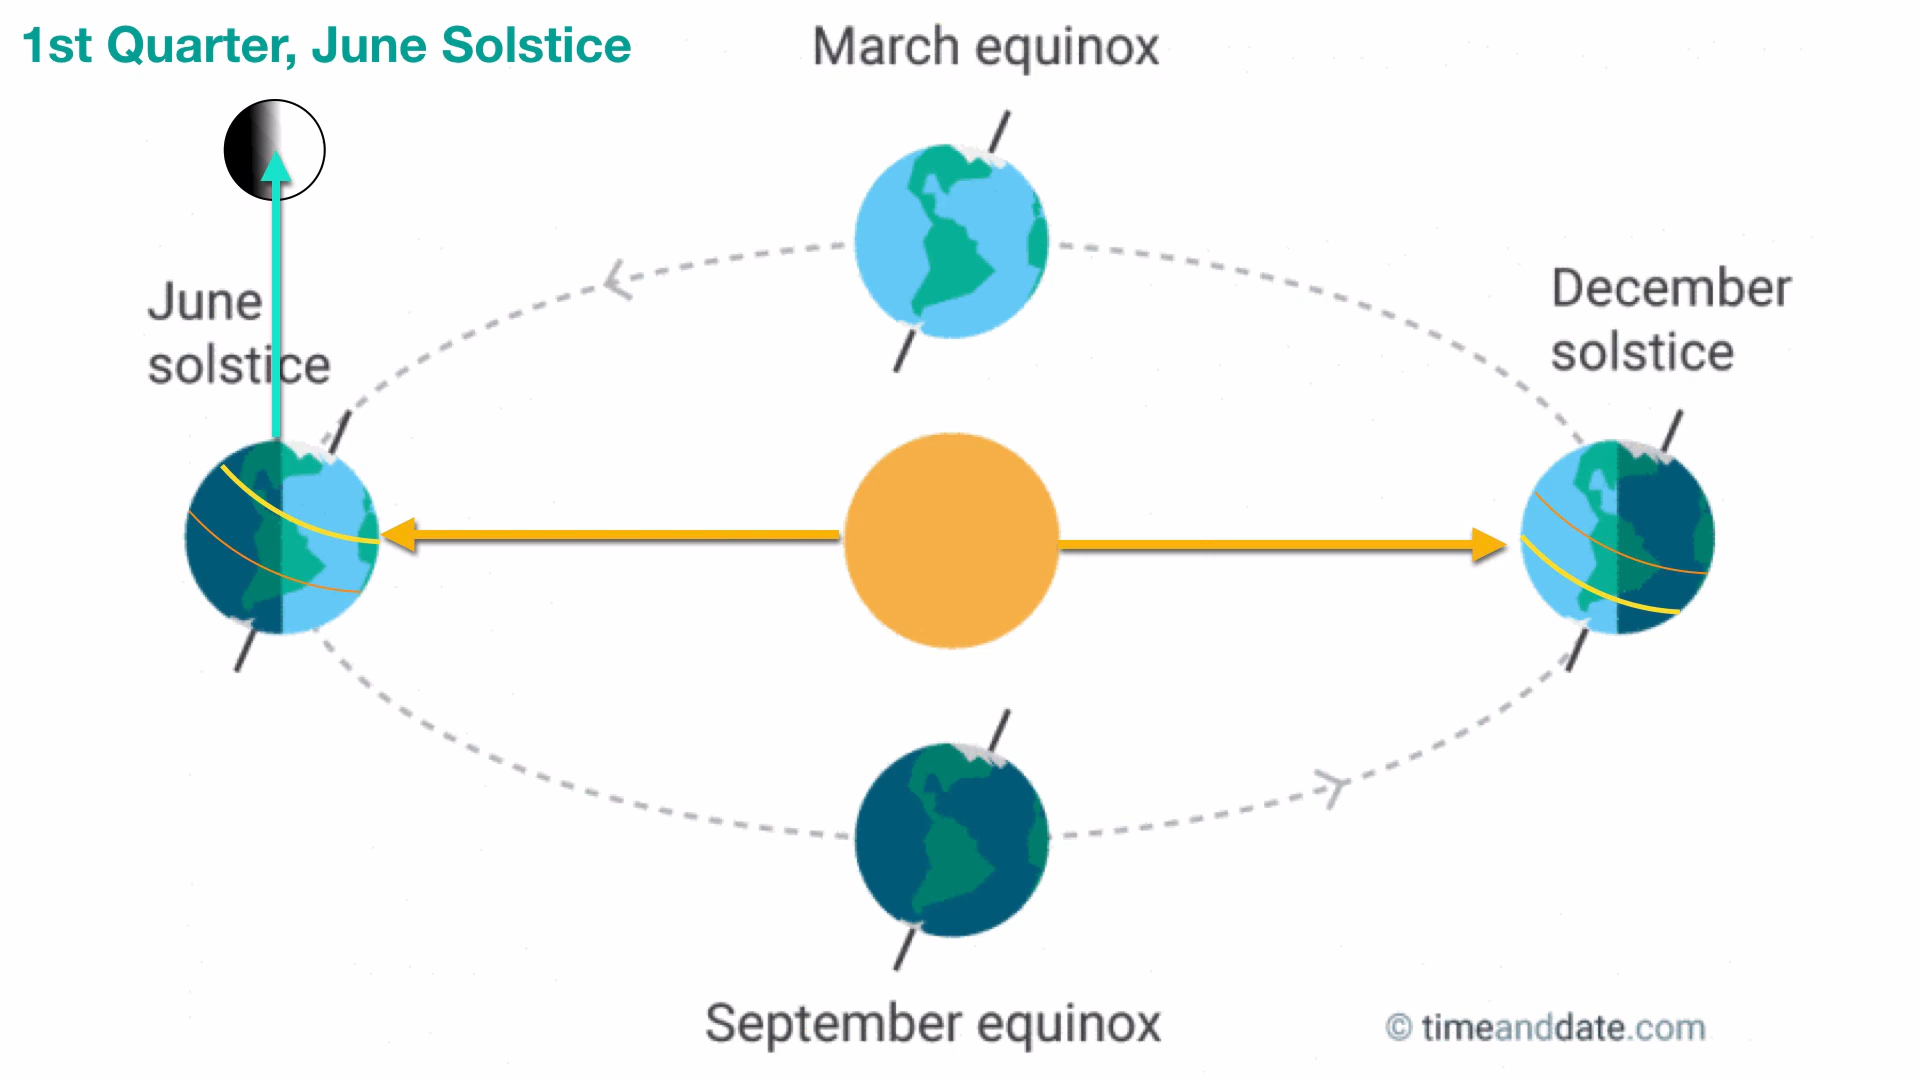 1st Quarter, June Solstice
March equinox
June
solstice
December
solstice
September equinox
© timeanddate.com